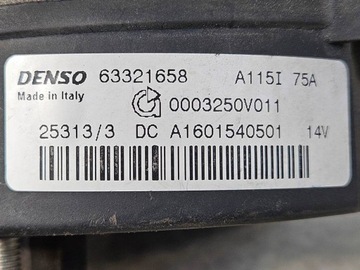 DENSO 63321658 A115I 75A
Made in Italy 0003250V011
25313/3 DC A1601540501 14V